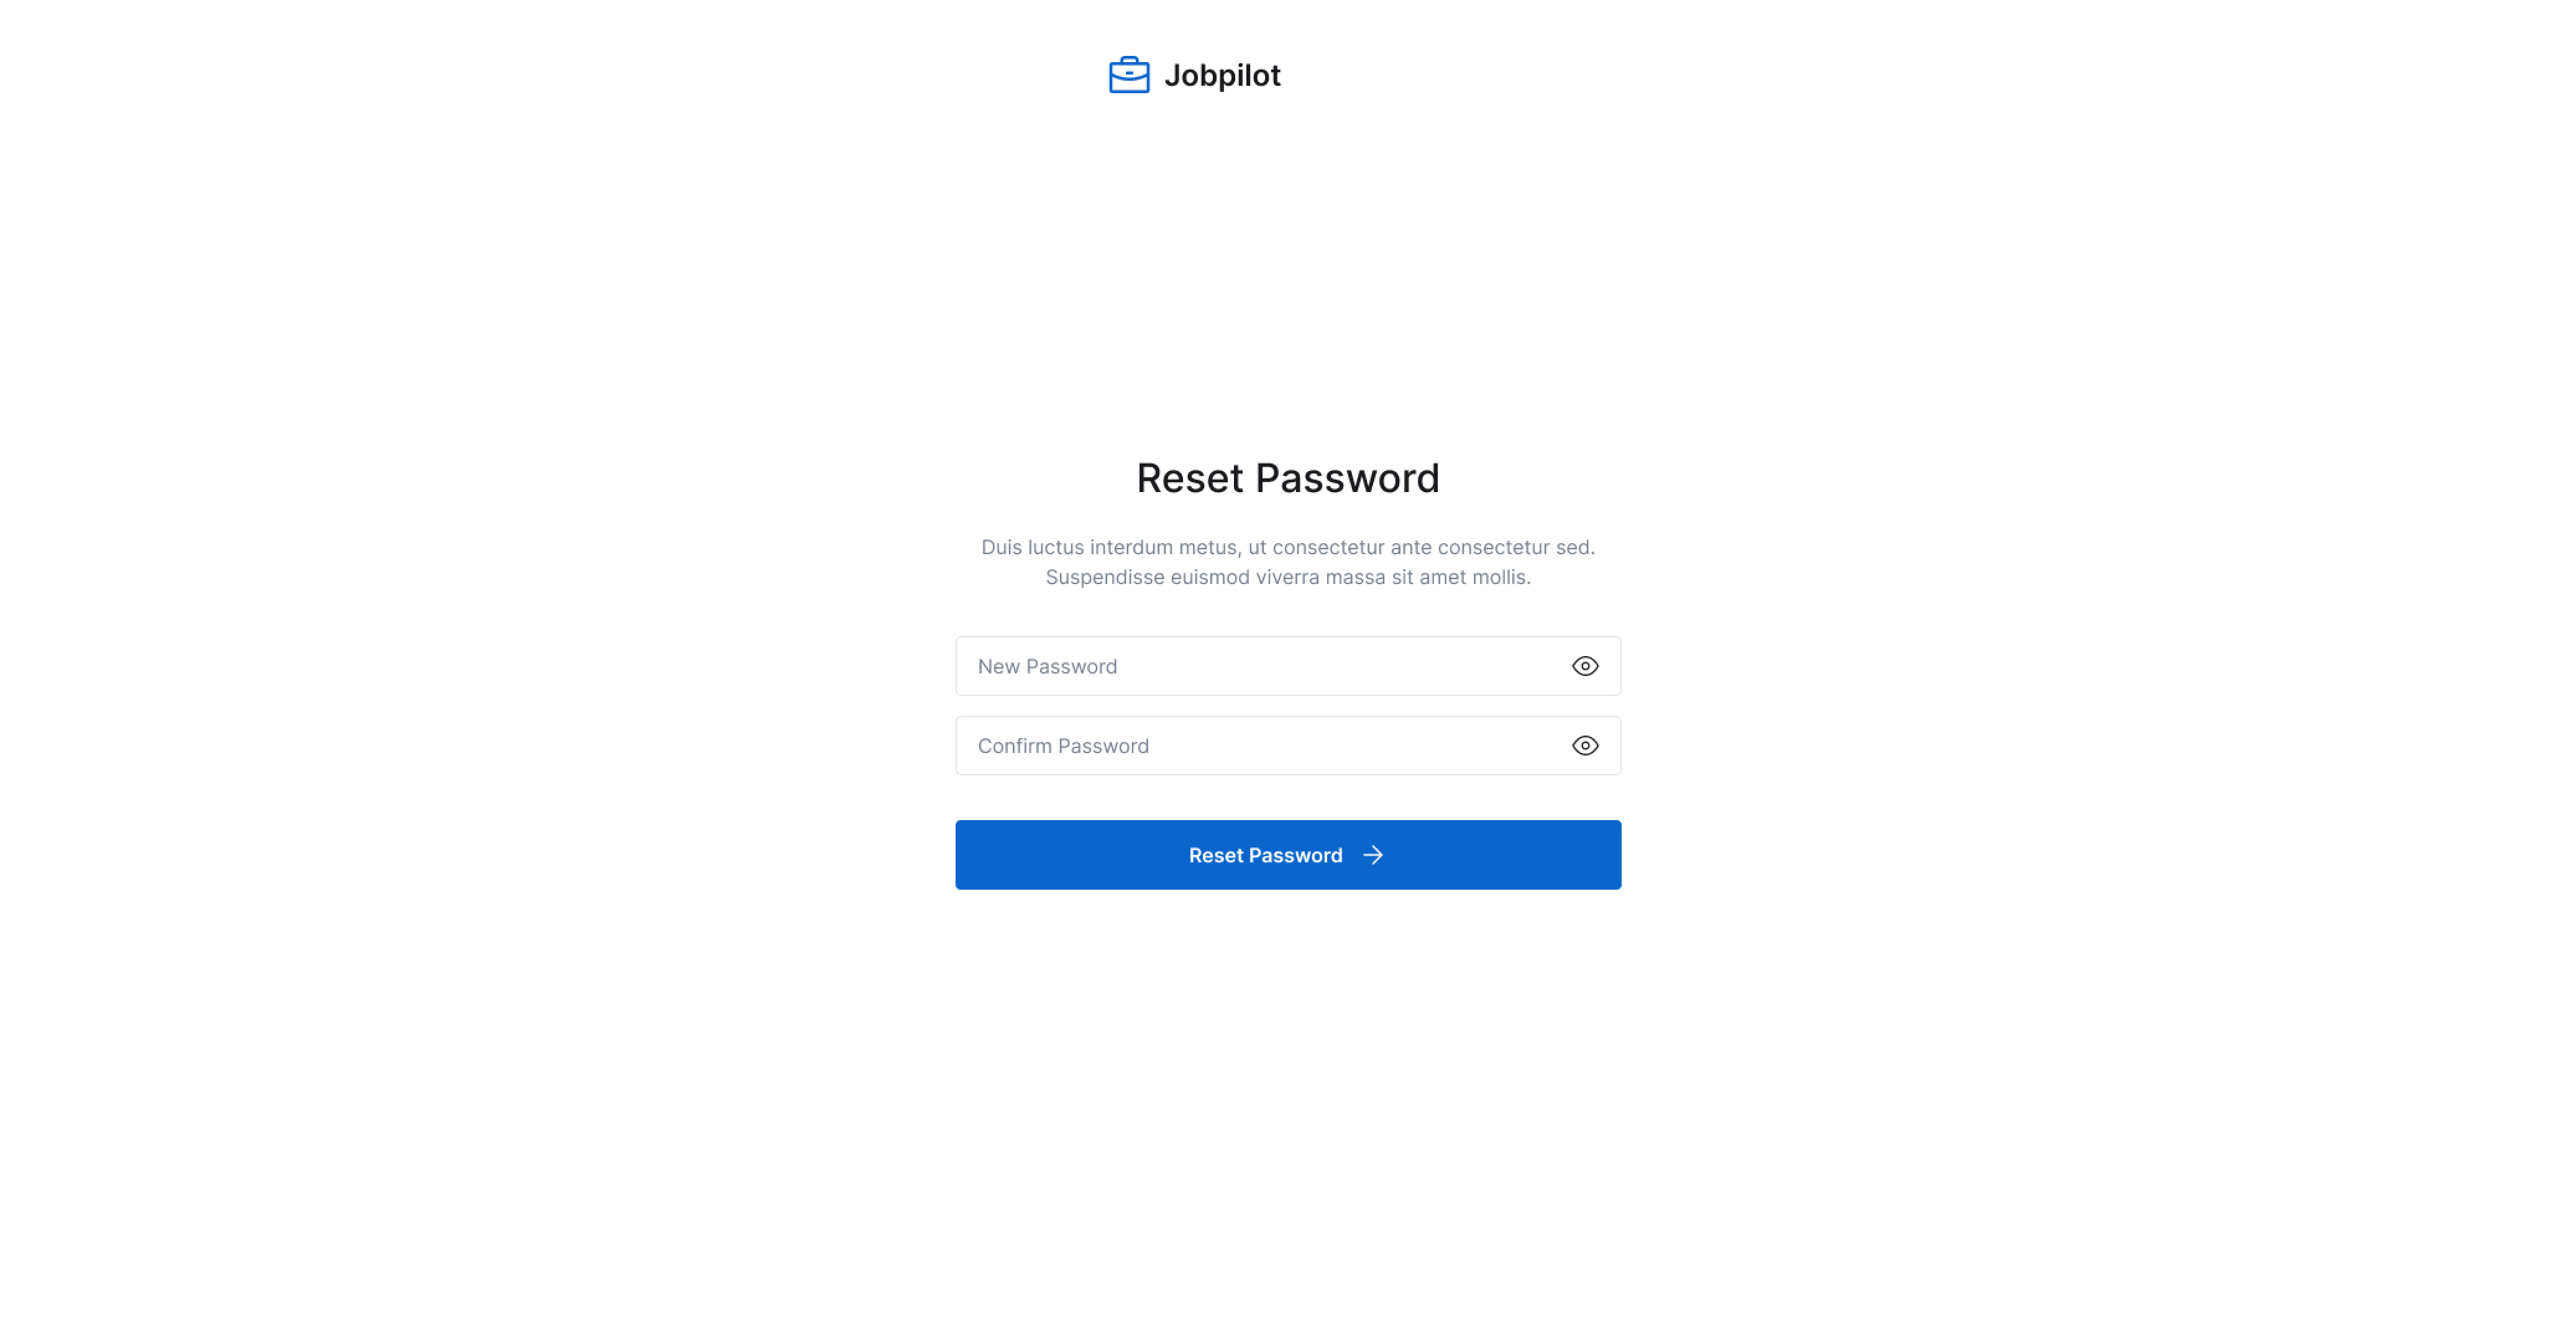 Jobpilot
Reset Password
Duis luctus interdum metus, ut consectetur ante consectetur sed.
Suspendisse euismod viverra massa sit amet mollis.
New Password
Confirm Password
Reset Password